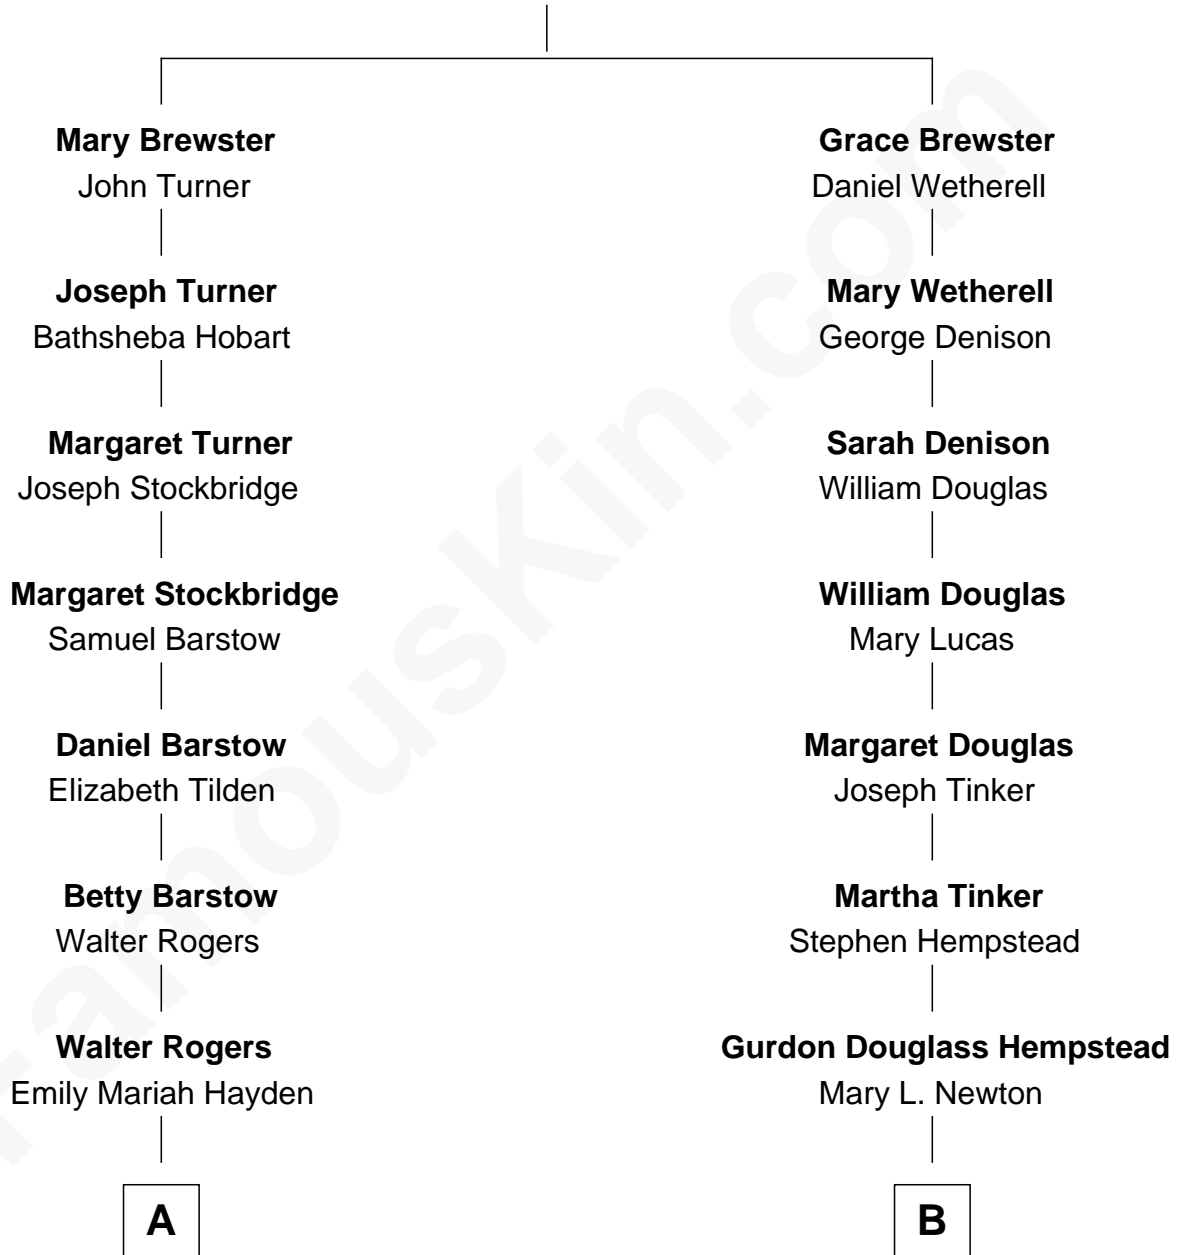 Mary Brewster
John Turner
Joseph Turner
Bathsheba Hobart
Margaret Turner
Joseph Stockbridge
Margaret Stockbridge
Samuel Barstow
Daniel Barstow
Elizabeth Tilden
Betty Barstow
Walter Rogers
Walter Rogers
Emily Mariah Hayden
A
Grace Brewster
Daniel Wetherell
Mary Wetherell
George Denison
Sarah Denison
William Douglas
William Douglas
Mary Lucas
Margaret Douglas
Joseph Tinker
Martha Tinker
Stephen Hempstead
Gurdon Douglass Hempstead
Mary L. Newton
B
FamousKin.com